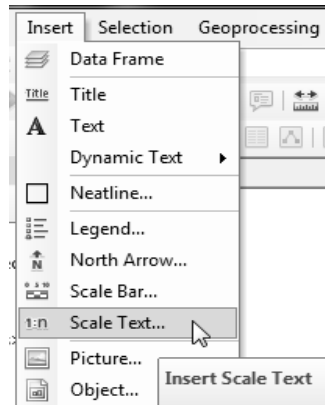 Insert Selection Geoprocessing
Data Frame
Title Title
A Text
Dynamic Text
Neatline...
Legend...
N North Arrow...
Scale Bar...
1:n Scale Text...
Picture...
Insert Scale Text
Object...